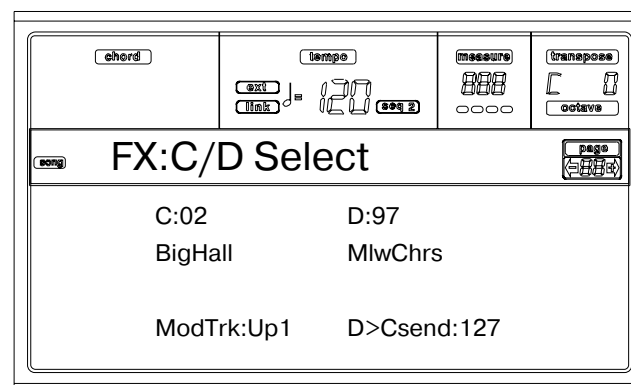 chord tempo measure transpose
ext 888 C 0
link = 120 seq 2 octave
song FX:C/D Select page
88
C:02 D:97
BigHall MlwChrs
ModTrk:Up1 D>Csend:127